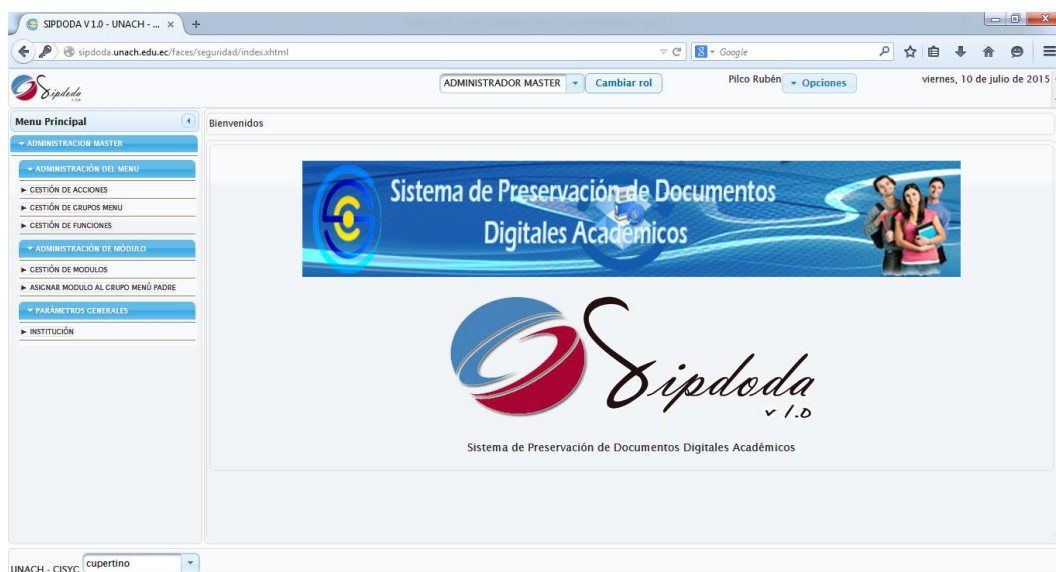 SIPDODA V 1.0 - UNACH - ...
sipdoda.unach.edu.ec/faces/seguridad/index.xhtml
Google
Sipdoda
v 1.0
ADMINISTRADOR MASTER
Cambiar rol
Pilco Rubén
Opciones
viernes, 10 de julio de 2015
Menu Principal
Bienvenidos
ADMINISTRACION MASTER
ADMINISTRACIÓN DEL MENU
GESTIÓN DE ACCIONES
GESTIÓN DE GRUPOS MENU
GESTIÓN DE FUNCIONES
ADMINISTRACIÓN DE MÓDULO
GESTIÓN DE MODULOS
ASIGNAR MODULO AL GRUPO MENÚ PADRE
PARÁMETROS GENERALES
INSTITUCIÓN
Sistema de Preservación de Documentos
Digitales Académicos
Sipdoda
v 1.0
Sistema de Preservación de Documentos Digitales Académicos
UNACH - CISYC
cupertino